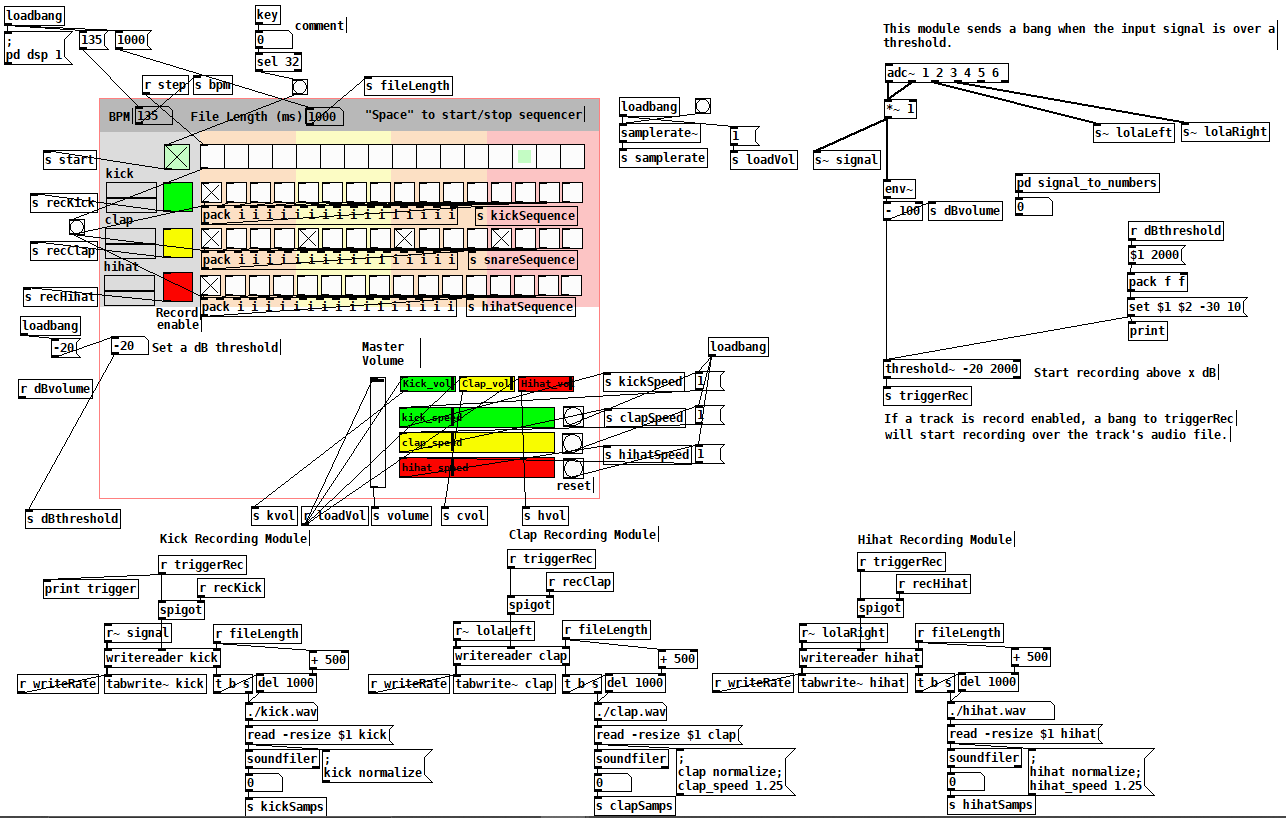 loadbang
;
pd dsp 1
135
1000
key
comment
0
sel 32
r step
s bpm
s fileLength
BPM
135
File Length (ms)
1000
"Space" to start/stop sequencer
s start
kick
s recKick
pack i i i i i i i i i i i i i i i i
s kickSequence
clap
s recClap
pack i i i i i i i i i i i i i i i i
s snareSequence
hihat
s recHihat
pack i i i i i i i i i i i i i i i i
s hihatSequence
Record
enable
loadbang
-20
-20
Set a dB threshold
r dBvolume
s dBthreshold
Master
Volume
Kick_vol
Clap_vol
Hihat_vol
kick_speed
clap_speed
hihat_speed
reset
loadbang
s kickSpeed
1
s clapSpeed
1
s hihatSpeed
1
s kvol
r loadVol
s volume
s cvol
s hvol
loadbang
samplerate~
s samplerate
1
s loadVol
This module sends a bang when the input signal is over a
threshold.
adc~ 1 2 3 4 5 6
*~ 1
s~ lolaLeft
s~ lolaRight
s~ signal
env~
- 100
s dBvolume
pd signal_to_numbers
0
r dBthreshold
$1 2000
pack f f
set $1 $2 -30 10
print
threshold~ -20 2000
Start recording above x dB
s triggerRec
If a track is record enabled, a bang to triggerRec
will start recording over the track's audio file.
Kick Recording Module
r triggerRec
print trigger
r recKick
spigot
r~ signal
r fileLength
writereader kick
+ 500
r writeRate
tabwrite~ kick
t b s
del 1000
./kick.wav
read -resize $1 kick
soundfiler
;
kick normalize
0
s kickSamps
Clap Recording Module
r triggerRec
r recClap
spigot
r~ lolaLeft
r fileLength
writereader clap
+ 500
r writeRate
tabwrite~ clap
t b s
del 1000
./clap.wav
read -resize $1 clap
soundfiler
;
clap normalize;
clap_speed 1.25
0
s clapSamps
Hihat Recording Module
r triggerRec
r recHihat
spigot
r~ lolaRight
r fileLength
writereader hihat
+ 500
r writeRate
tabwrite~ hihat
t b s
del 1000
./hihat.wav
read -resize $1 hihat
soundfiler
;
hihat normalize;
hihat_speed 1.25
0
s hihatSamps